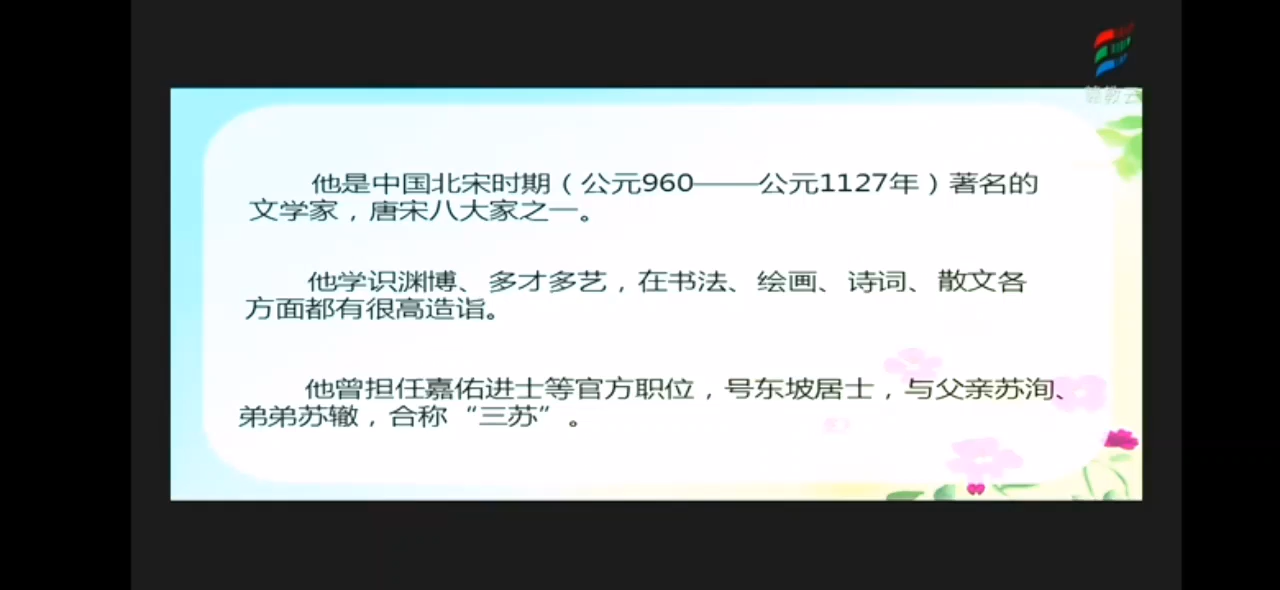 赣教云
他是中国北宋时期（公元960——公元1127年）著名的
文学家，唐宋八大家之一。
他学识渊博、多才多艺，在书法、绘画、诗词、散文各
方面都有很高造诣。
他曾担任嘉佑进士等官方职位，号东坡居士，与父亲苏洵、
弟弟苏辙，合称“三苏”。